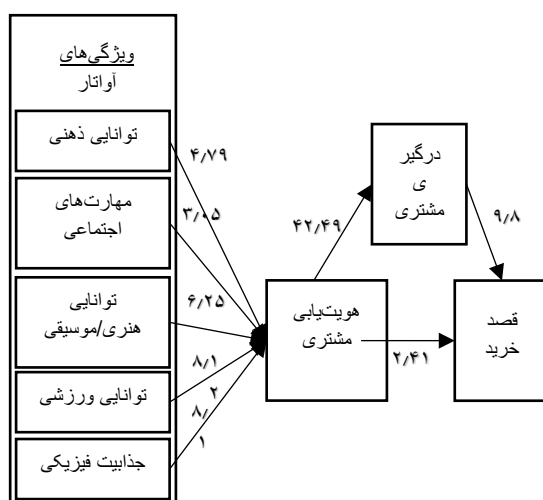 ویژگی‌های
آواتار
توانایی ذهنی
مهارت‌های
اجتماعی
توانایی
هنری/موسیقی
توانایی ورزشی
جذابیت فیزیکی
۴٫۷۹
۳٫۰۵
۶٫۲۵
۸٫۱
۲
۸٫
۱
هویت‌یابی
مشتری
۴۲٫۴۹
درگیر
ی
مشتری
۹٫۸
۲٫۴۱
قصد
خرید